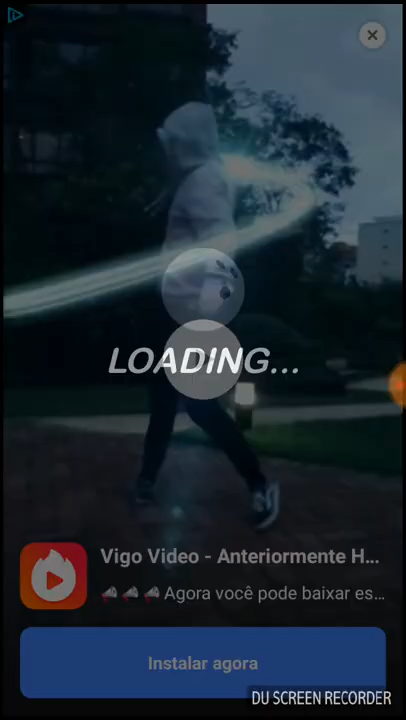 LOADING...
Vigo Video - Anteriormente H...
📣 📣 📣 Agora você pode baixar es...
Instalar agora
DU SCREEN RECORDER